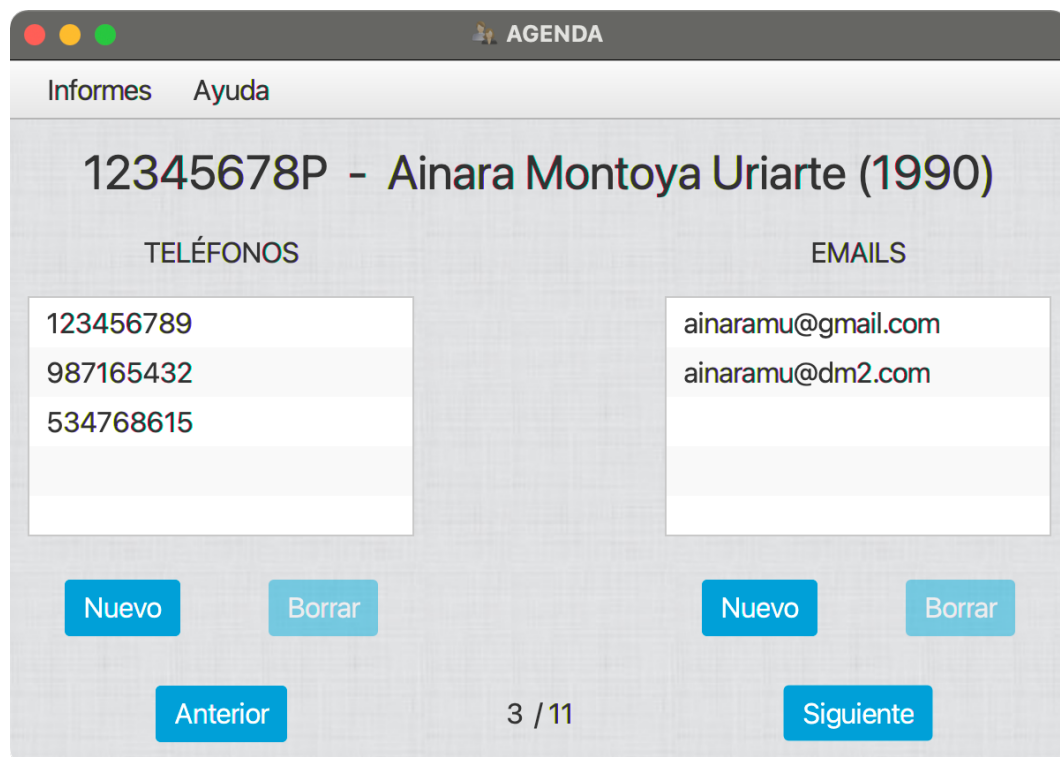 AGENDA
Informes Ayuda
12345678P - Ainara Montoya Uriarte (1990)
TELÉFONOS
123456789
987165432
534768615
EMAILS
ainaramu@gmail.com
ainaramu@dm2.com
Nuevo Borrar
Nuevo Borrar
Anterior 3 / 11 Siguiente